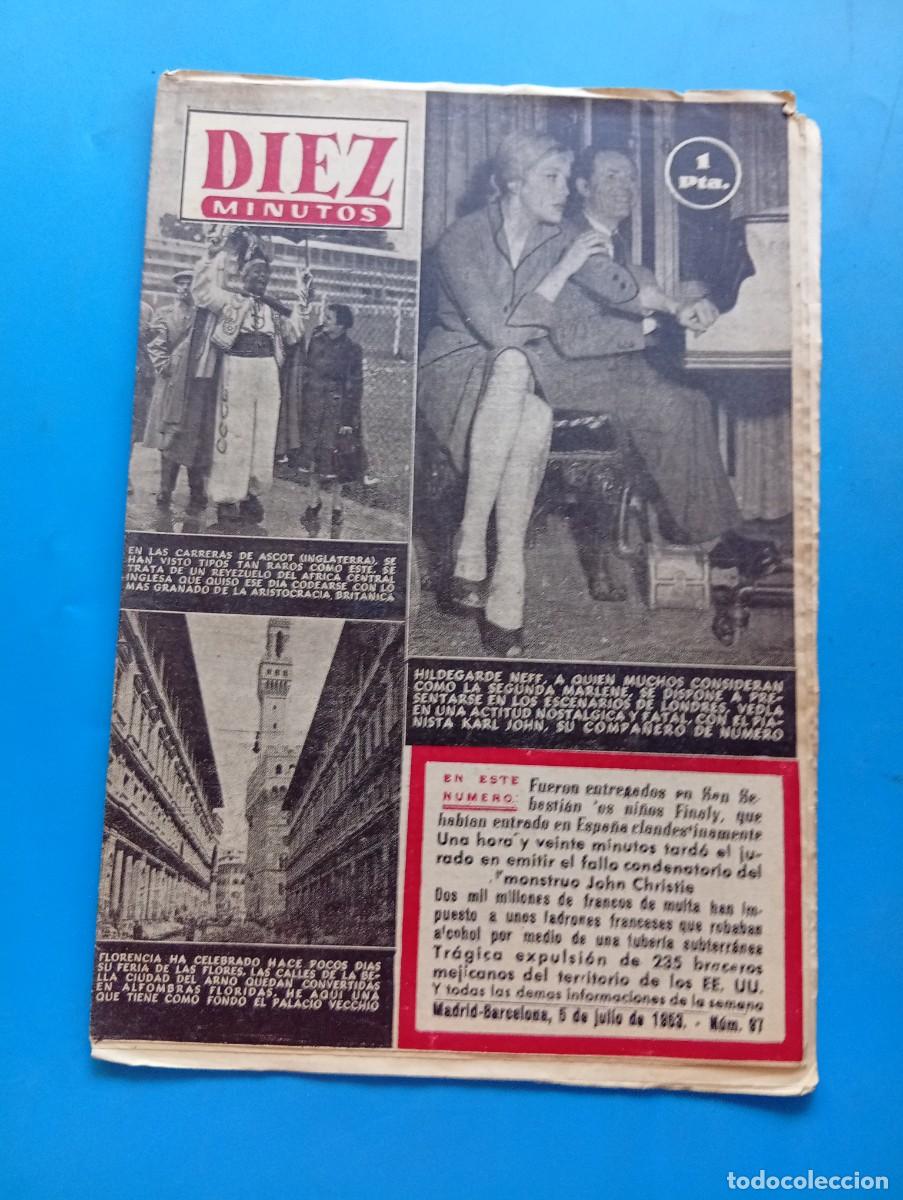 DIEZ
MINUTOS
1
Pta.
EN LAS CARRERAS DE ASCOT (INGLATERRA), SE
HAN VISTO TIPOS TAN RAROS COMO ESTE. SE
TRATA DE UN REYEZUELO DEL AFRICA CENTRAL
INGLESA QUE QUISO ESE DIA CODEARSE CON LO
MAS GRANADO DE LA ARISTOCRACIA, BRITANICA
HILDEGARDE NEFF, A QUIEN MUCHOS CONSIDERAN
COMO LA SEGUNDA MARLENE, SE DISPONE A PRE-
SENTARSE EN LOS ESCENARIOS DE LONDRES. VEDLA
EN UNA ACTITUD NOSTALGICA Y FATAL, CON EL PIA-
NISTA KARL JOHN, SU COMPAÑERO DE NUMERO
FLORENCIA HA CELEBRADO HACE POCOS DIAS
SU FERIA DE LAS FLORES. LAS CALLES DE LA BE-
LLA CIUDAD DEL ARNO QUEDAN CONVERTIDAS
EN ALFOMBRAS FLORIDAS. HE AQUI UNA
QUE TIENE COMO FONDO EL PALACIO VECCHIO
EN ESTE
NUMERO:
Fueron entregados en San Se-
bastián 'os niños Finaly, que
habían entrado en España clandestinamente
Una hora y veinte minutos tardó el ju-
rado en emitir el fallo condenatorio del
"monstruo John Christie
Dos mil millones de francos de multa han im-
puesto a unos ladrones franceses que robaban
alcohol por medio de una tubería subterránea
Trágica expulsión de 235 braceros
mejicanos del territorio de los EE. UU.
Y todas las demas informaciones de la semana
Madrid-Barcelona, 5 de julio de 1953. - Núm. 97
todocoleccion